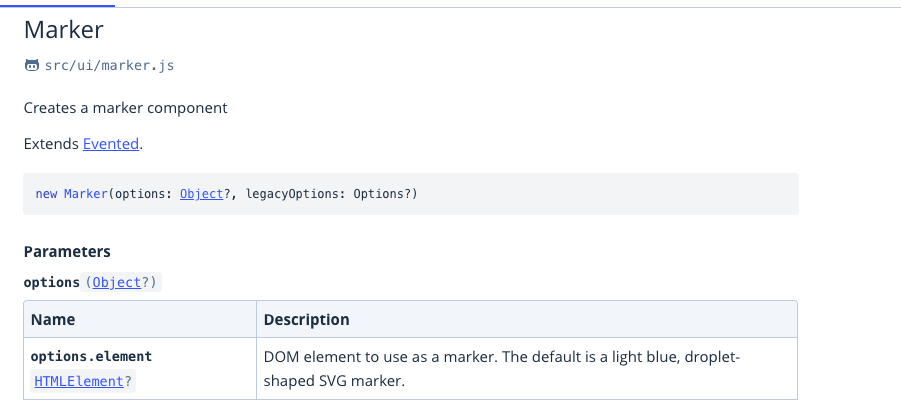 Marker
src/ui/marker.js
Creates a marker component
Extends Evented.
new Marker(options: Object?, legacyOptions: Options?)
Parameters
options (Object?)
Name Description
options.element DOM element to use as a marker. The default is a light blue, droplet-
HTMLElement? shaped SVG marker.